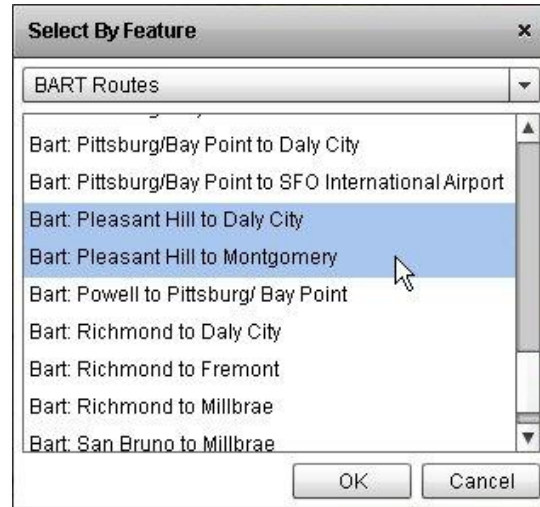 Select By Feature
BART Routes
Bart: Pittsburg/Bay Point to Daly City
Bart: Pittsburg/Bay Point to SFO International Airport
Bart: Pleasant Hill to Daly City
Bart: Pleasant Hill to Montgomery
Bart: Powell to Pittsburg/ Bay Point
Bart: Richmond to Daly City
Bart: Richmond to Fremont
Bart: Richmond to Millbrae
Bart: San Bruno to Millbrae
OK Cancel